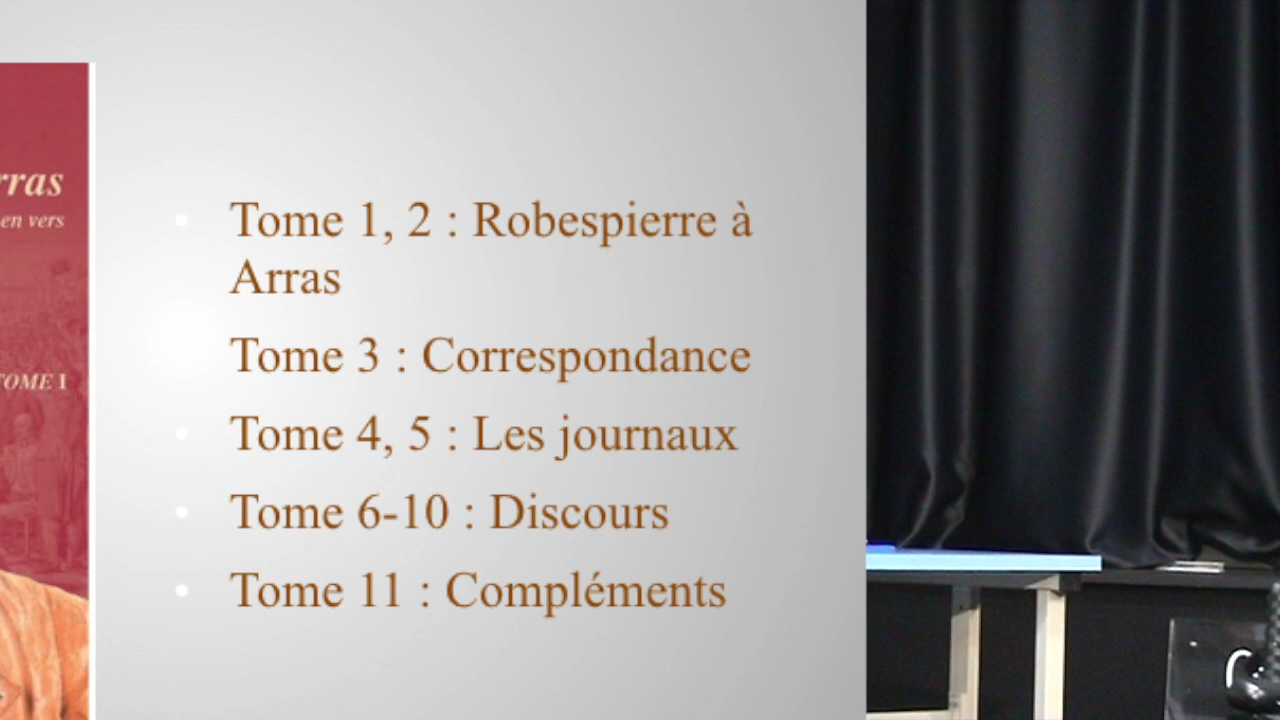 rras
en vers
TOME I
Tome 1, 2 : Robespierre à
Arras
Tome 3 : Correspondance
Tome 4, 5 : Les journaux
Tome 6-10 : Discours
Tome 11 : Compléments